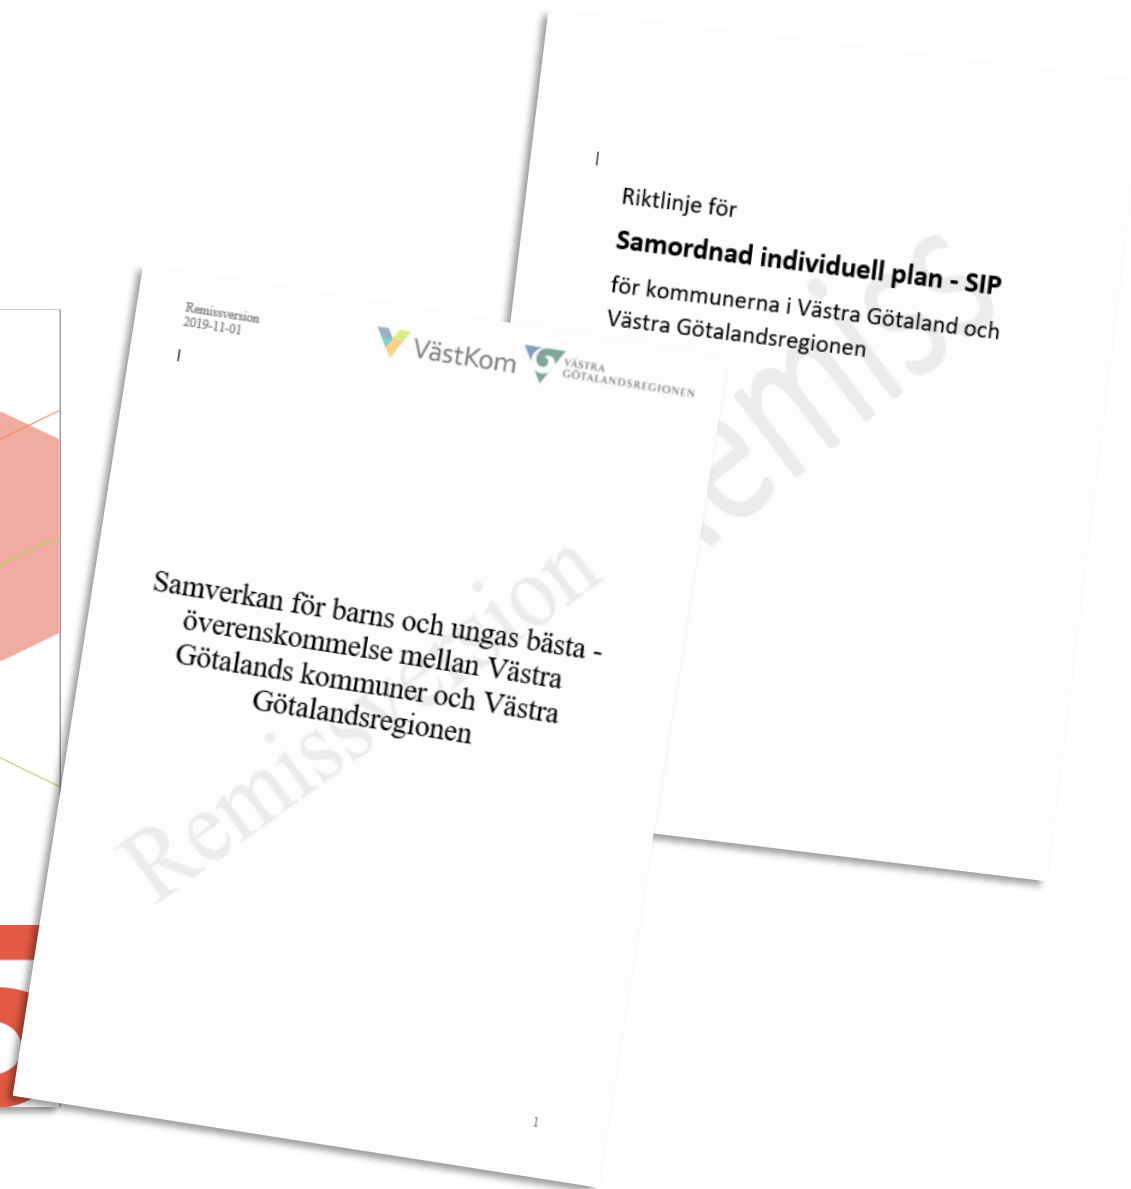 Riktlinje för
Samordnad individuell plan - SIP
för kommunerna i Västra Götaland och
Västra Götalandsregionen
Remissversion
2019-11-01
VästKom
VÄSTRA
GÖTALANDSREGIONEN
Samverkan för barns och ungas bästa -
överenskommelse mellan Västra
Götalands kommuner och Västra
Götalandsregionen
Remissversion
1